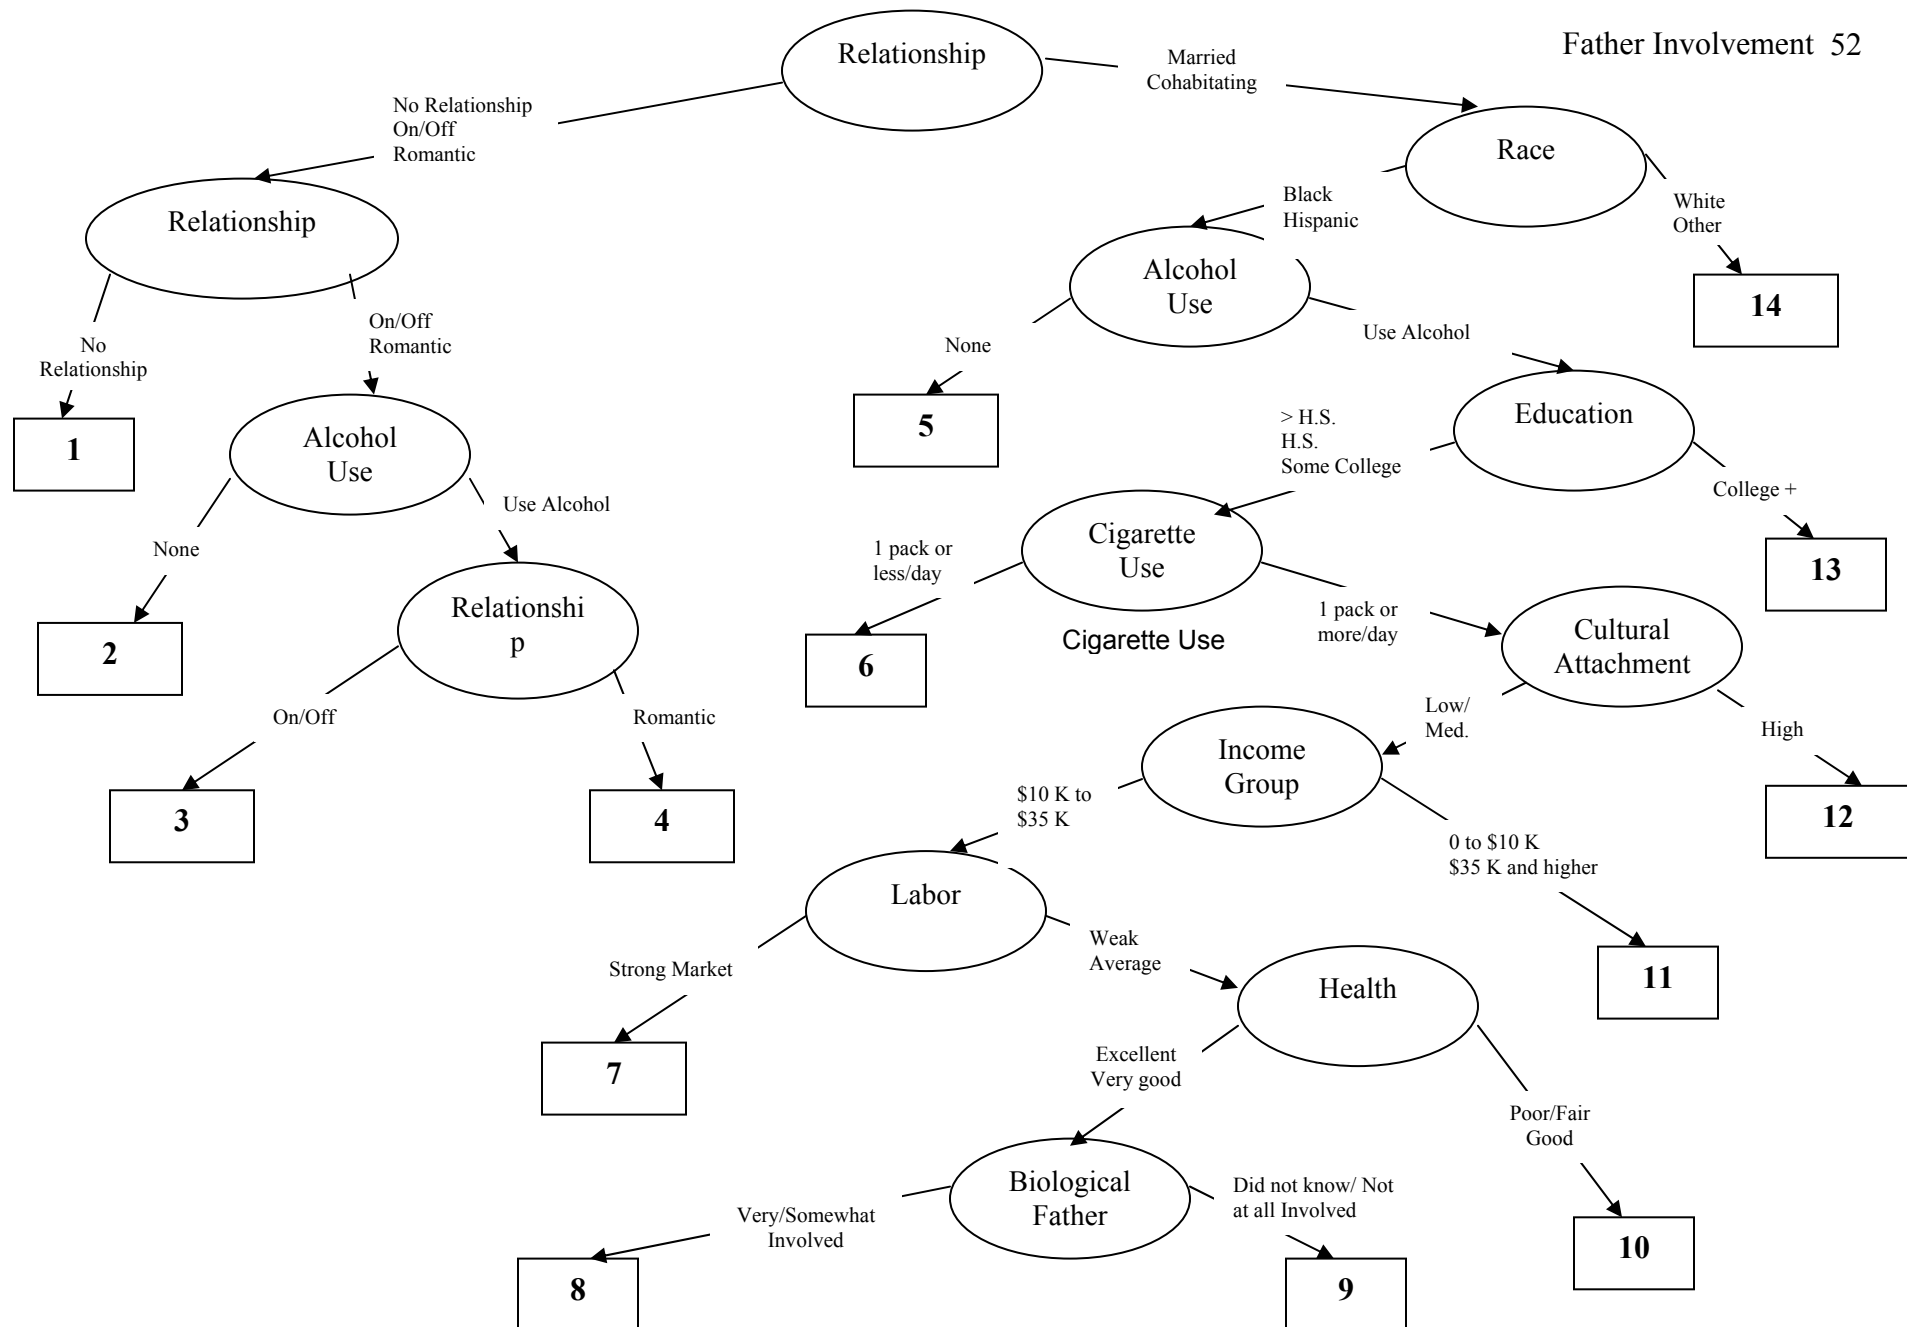 Father Involvement 52
Relationship
Married
Cohabitating
No Relationship
On/Off
Romantic
Race
Relationship
Black
Hispanic
White
Other
Alcohol
Use
14
On/Off
Romantic
No
Relationship
None
Use Alcohol
1
Alcohol
Use
5
> H.S.
H.S.
Some College
Education
College +
Use Alcohol
None
1 pack or
less/day
Cigarette
Use
Cigarette Use
13
2
Relationshi
p
6
1 pack or
more/day
Cultural
Attachment
On/Off
Romantic
Low/
Med.
High
Income
Group
3
4
$10 K to
$35 K
0 to $10 K
$35 K and higher
12
Labor
Strong Market
Weak
Average
Health
11
7
Excellent
Very good
Poor/Fair
Good
Biological
Father
Very/Somewhat
Involved
Did not know/ Not
at all Involved
10
8
9